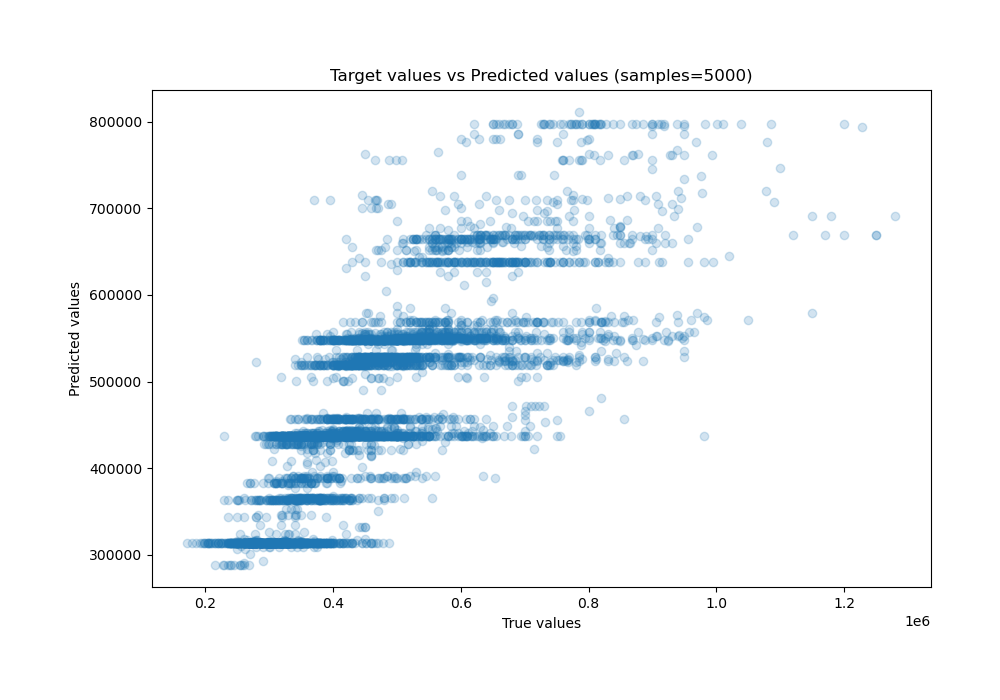 Target values vs Predicted values (samples=5000)
800000
700000
600000
500000
400000
300000
Predicted values
0.2 0.4 0.6 0.8 1.0 1.2
1e6
True values